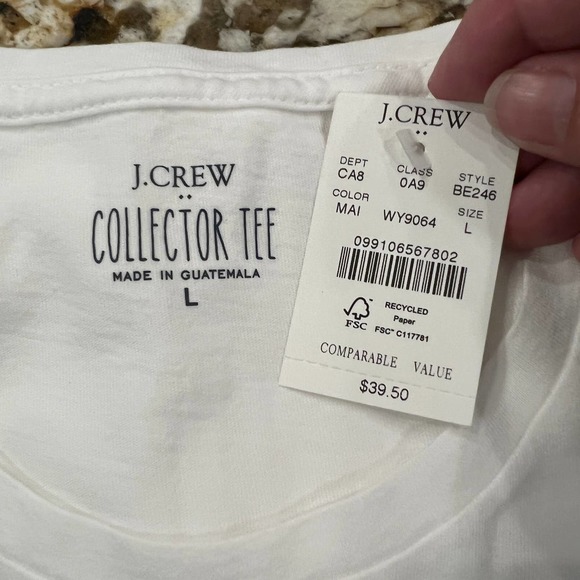 J.CREW
COLLECTOR TEE
MADE IN GUATEMALA
L
J.CREW
DEPT CLASS STYLE
CA8 0A9 BE246
COLOR SIZE
MAI WY9064 L
099106567802
FSC
RECYCLED
Paper
FSC™ C117781
COMPARABLE VALUE
$39.50